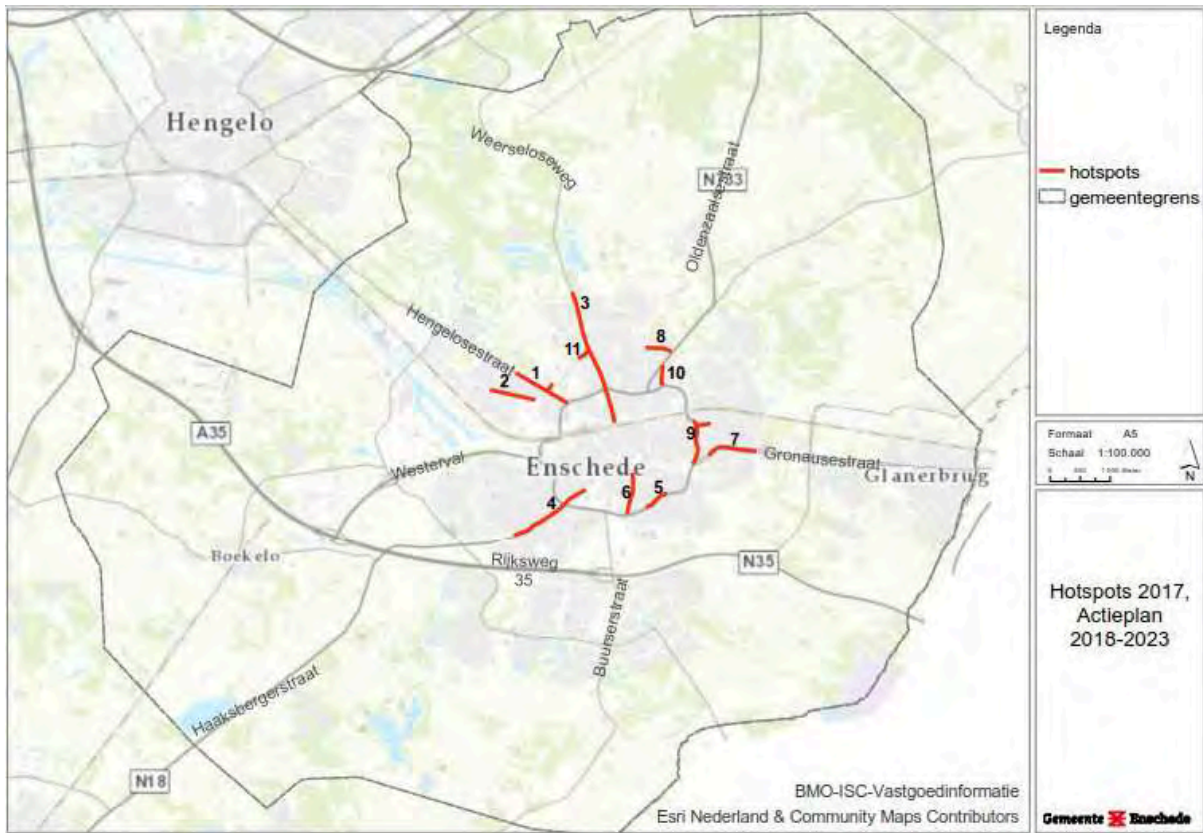 Hengelo
Weerseloseweg
N733
Oldenzaalsestraat
3
Hengelosestraat
11
8
1
10
2
A35
9
7
Westerval
Enschede
Gronausestraat
Glanerbrug
4
6
5
Boekelo
Rijksweg
35
N35
Buurserstraat
Haaksbergerstraat
N18
BMO-ISC-Vastgoedinformatie
Esri Nederland & Community Maps Contributors
Legenda
hotspots
gemeentegrens
Formaat A5
Schaal 1:100.000
N
Hotspots 2017,
Actieplan
2018-2023
Gemeente Enschede